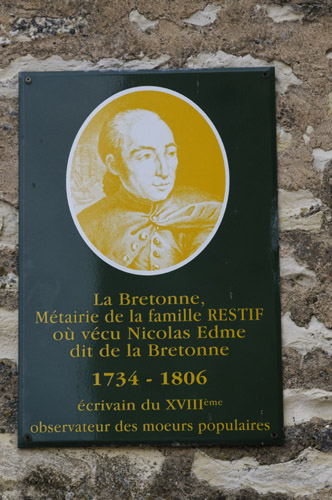 La Bretonne,
Métairie de la famille RESTIF
où vécu Nicolas Edme
dit de la Bretonne
1734 - 1806
écrivain du XVIIIème
observateur des moeurs populaires